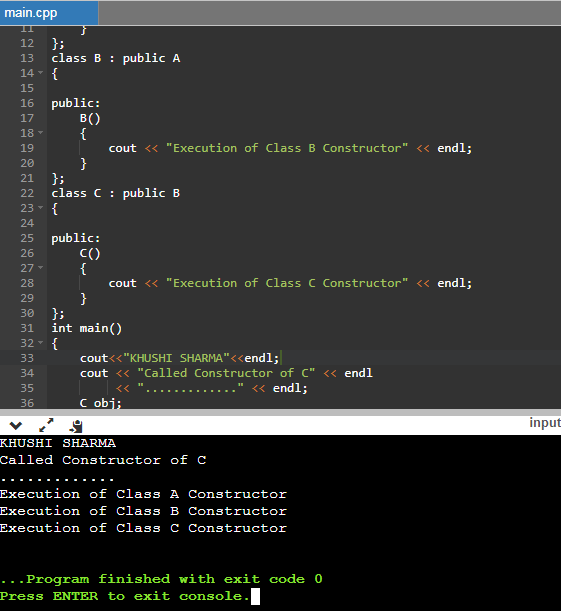 main.cpp
11 }
12 };
13 class B : public A
14 {
15
16 public:
17 B()
18 {
19 cout << "Execution of Class B Constructor" << endl;
20 }
21 };
22 class C : public B
23 {
24
25 public:
26 C()
27 {
28 cout << "Execution of Class C Constructor" << endl;
29 }
30 };
31 int main()
32 {
33 cout<<"KHUSHI SHARMA"<<endl;
34 cout << "Called Constructor of C" << endl
35 << "............." << endl;
36 C obj;
input
KHUSHI SHARMA
Called Constructor of C
.............
Execution of Class A Constructor
Execution of Class B Constructor
Execution of Class C Constructor
...Program finished with exit code 0
Press ENTER to exit console.